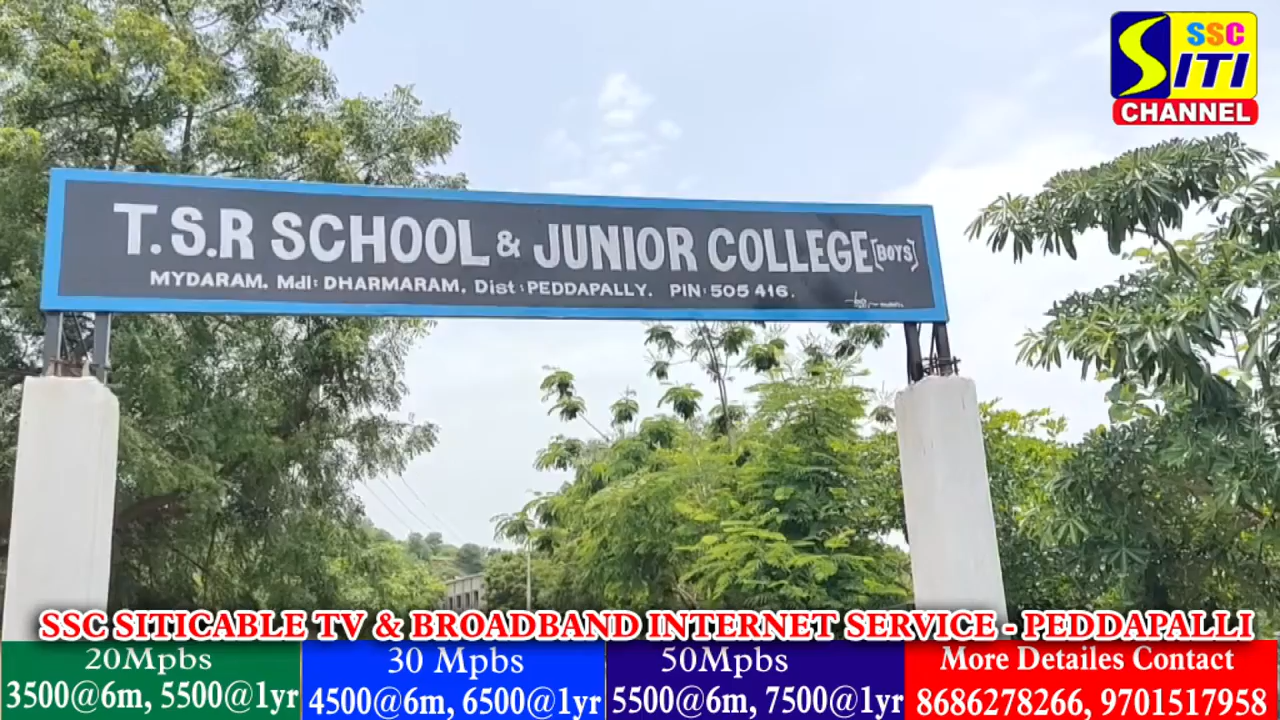 SSC
SITI
CHANNEL
T.S.R SCHOOL & JUNIOR COLLEGE [BOYS]
MYDARAM. Mdl: DHARMARAM. Dist: PEDDAPALLY. PIN: 505 416.
SSC SITICABLE TV & BROADBAND INTERNET SERVICE - PEDDAPALLI
20Mpbs
3500@6m, 5500@1yr
30 Mpbs
4500@6m, 6500@1yr
50Mpbs
5500@6m, 7500@1yr
More Detailes Contact
8686278266, 9701517958